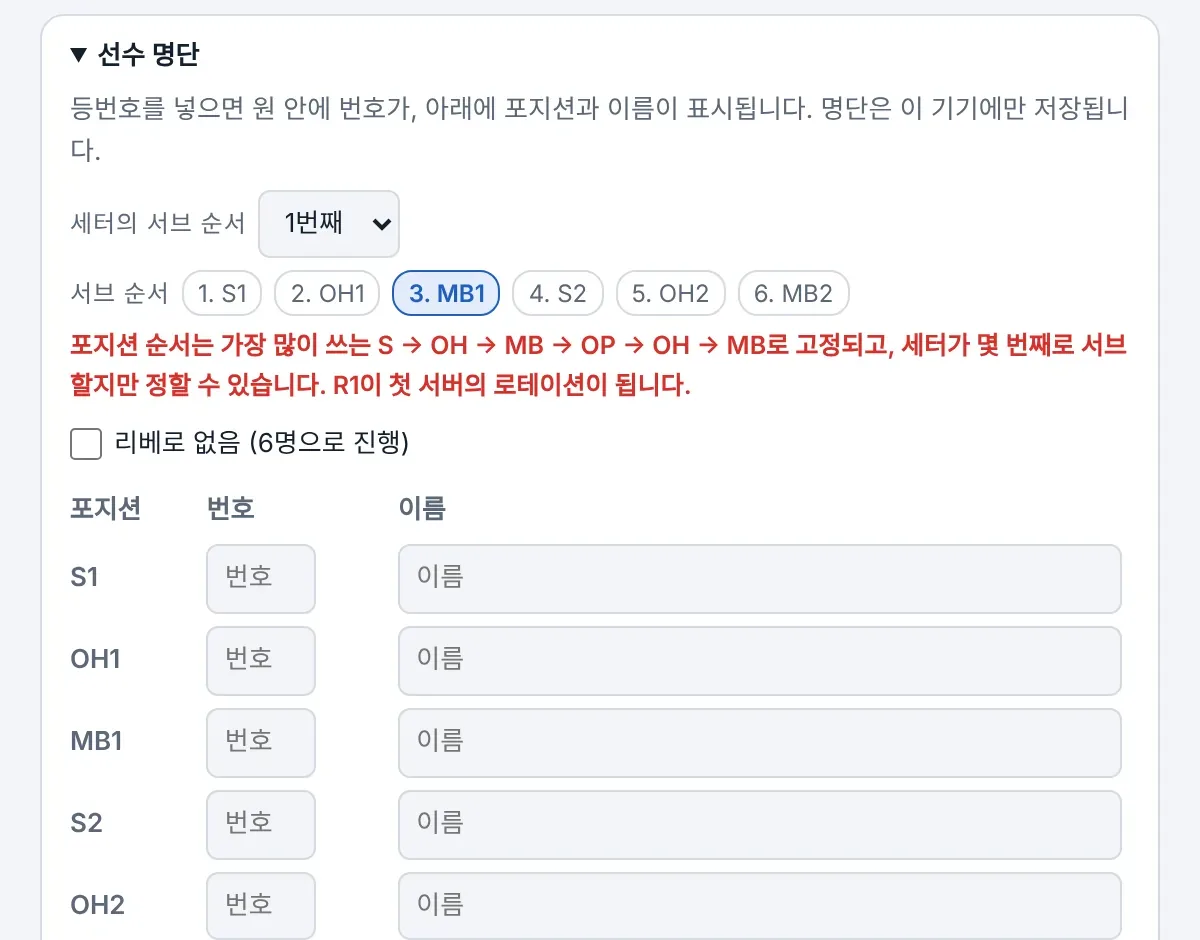 ▼ 선수 명단
등번호를 넣으면 원 안에 번호가, 아래에 포지션과 이름이 표시됩니다. 명단은 이 기기에만 저장됩니
다.
세터의 서브 순서 1번째
서브 순서 1. S1 2. OH1 3. MB1 4. S2 5. OH2 6. MB2
포지션 순서는 가장 많이 쓰는 S → OH → MB → OP → OH → MB로 고정되고, 세터가 몇 번째로 서브
할지만 정할 수 있습니다. R1이 첫 서버의 로테이션이 됩니다.
리베로 없음 (6명으로 진행)
포지션 번호 이름
S1 번호 이름
OH1 번호 이름
MB1 번호 이름
S2 번호 이름
OH2 번호 이름